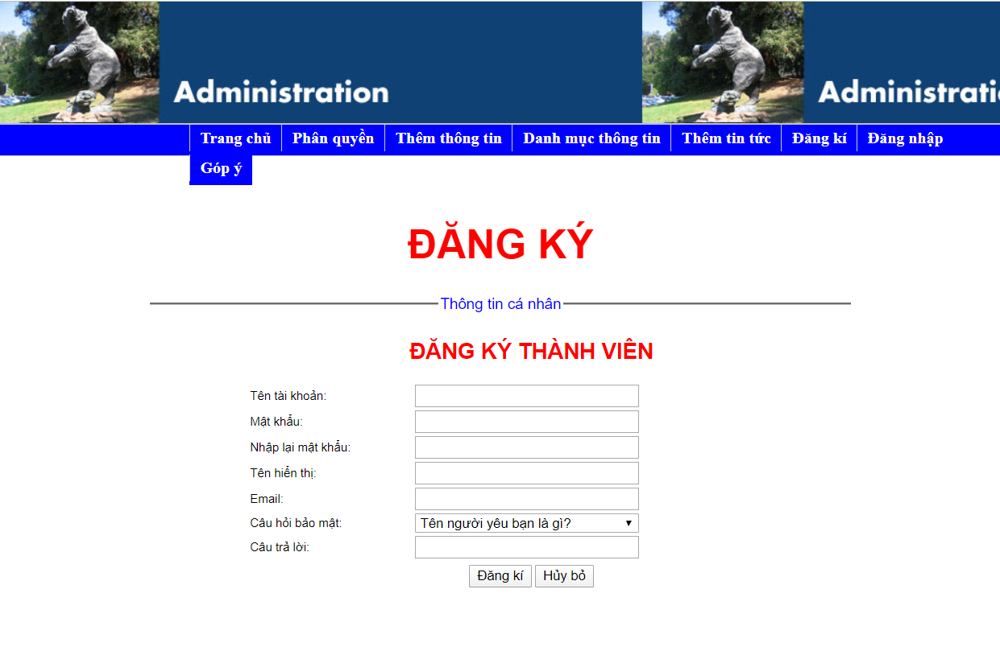 Administration Administrati
Trang chủ Phân quyền Thêm thông tin Danh mục thông tin Thêm tin tức Đăng kí Đăng nhập
Góp ý
ĐĂNG KÝ
Thông tin cá nhân
ĐĂNG KÝ THÀNH VIÊN
Tên tài khoản:
Mật khẩu:
Nhập lại mật khẩu:
Tên hiển thị:
Email:
Câu hỏi bảo mật: Tên người yêu bạn là gì?
Câu trả lời:
Đăng kí Hủy bỏ